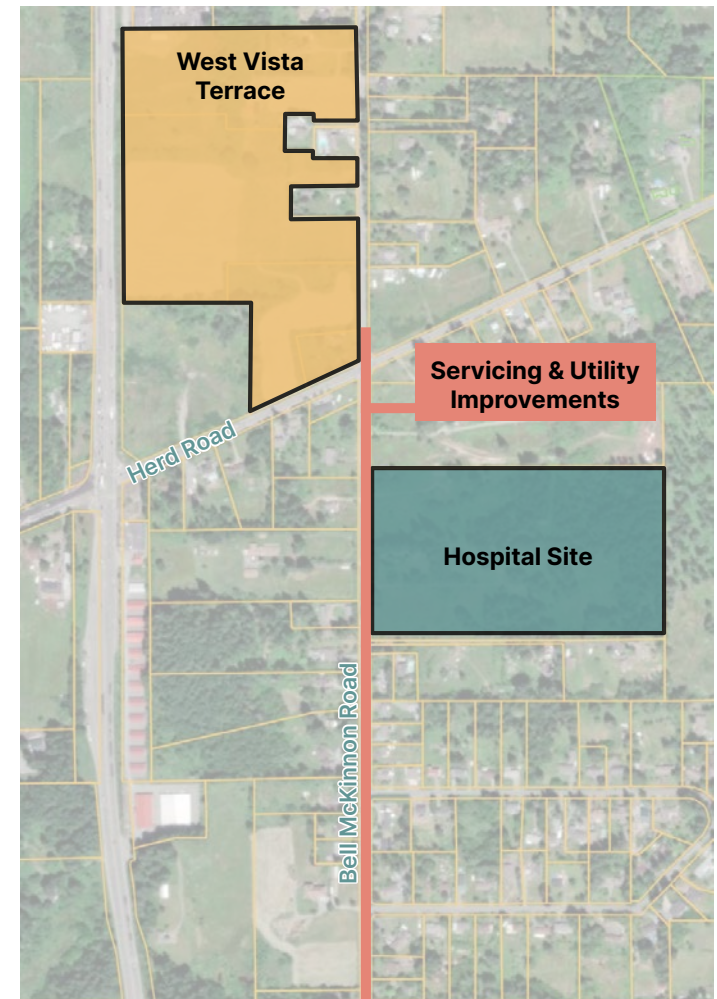 West Vista
Terrace
Servicing & Utility
Improvements
Herd Road
Hospital Site
Bell McKinnon Road